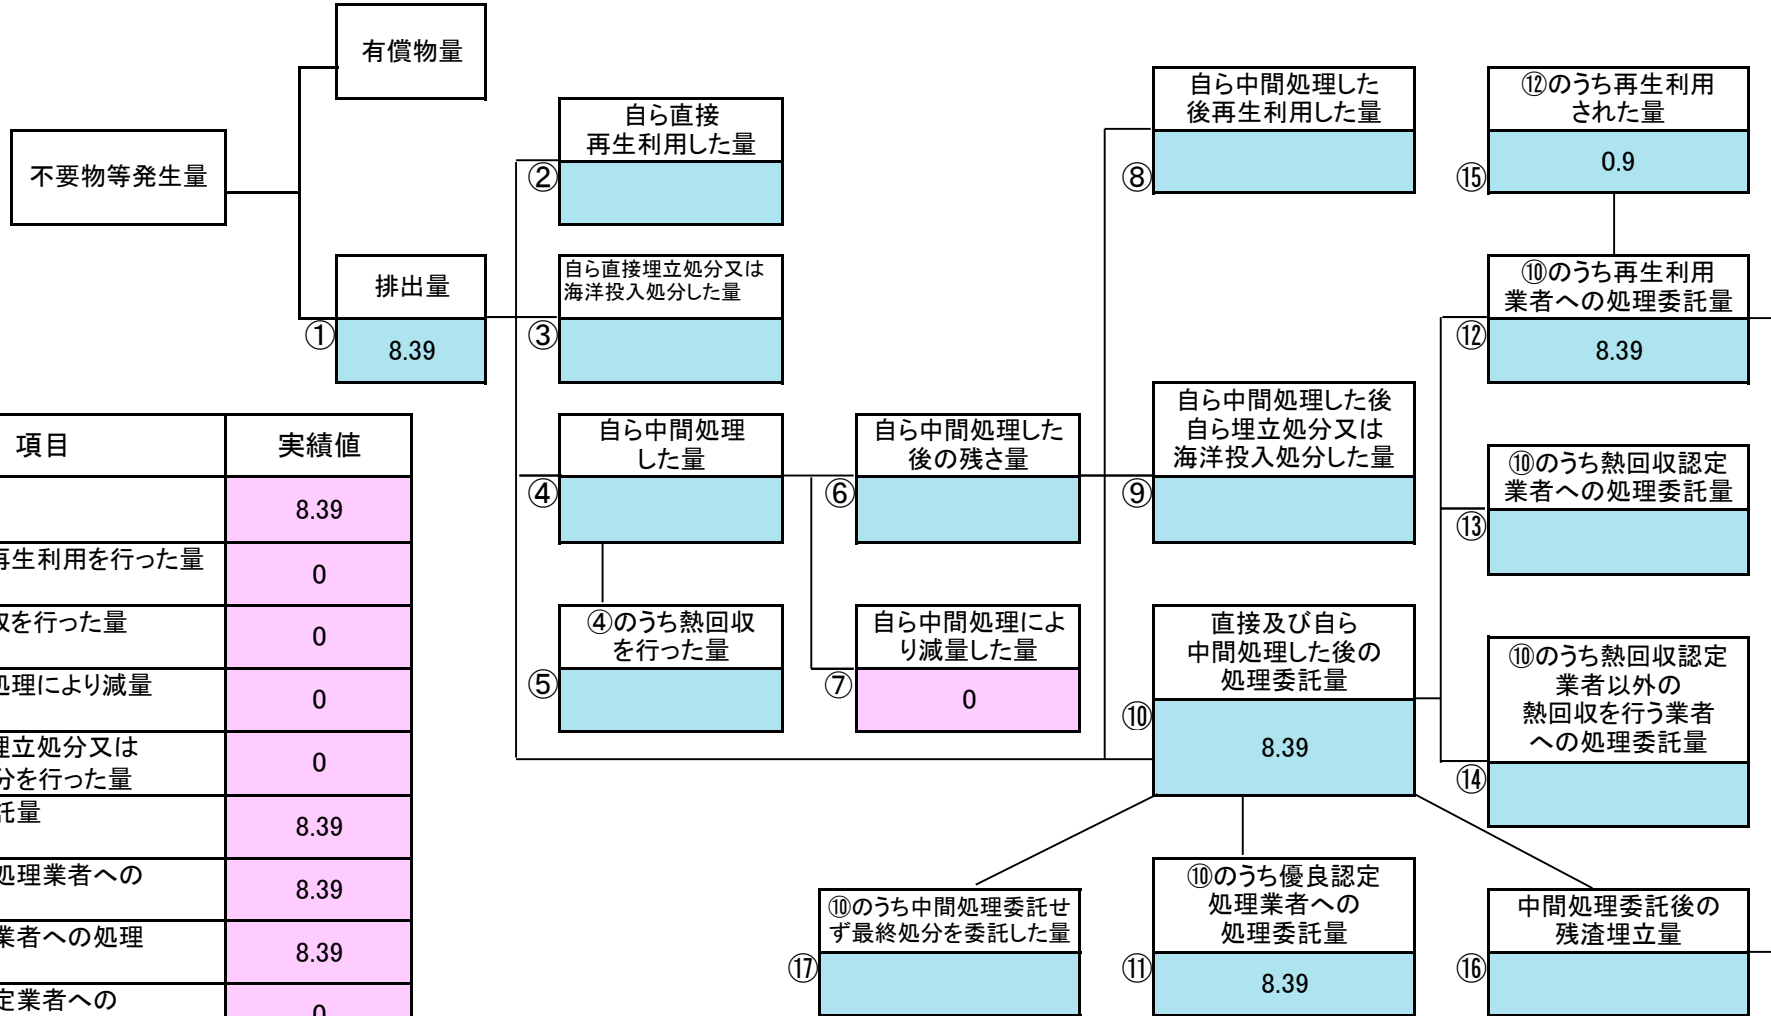 有償物量
不要物等発生量
排出量
①
8.39
自ら直接
再生利用した量
②
自ら直接埋立処分又は
海洋投入処分した量
③
自ら中間処理
した量
④
④のうち熱回収
を行った量
⑤
自ら中間処理した
後の残さ量
⑥
自ら中間処理によ
り減量した量
⑦
0
自ら中間処理した
後再生利用した量
⑧
自ら中間処理した後
自ら埋立処分又は
海洋投入処分した量
⑨
直接及び自ら
中間処理した後の
処理委託量
⑩
8.39
⑫のうち再生利用
された量
⑮
0.9
⑩のうち再生利用
業者への処理委託量
⑫
8.39
⑩のうち熱回収認定
業者への処理委託量
⑬
⑩のうち熱回収認定
業者以外の
熱回収を行う業者
への処理委託量
⑭
⑩のうち中間処理委託せ
ず最終処分を委託した量
⑰
⑩のうち優良認定
処理業者への
処理委託量
⑪
8.39
中間処理委託後の
残渣埋立量
⑯
項目
実績値
8.39
再生利用を行った量
0
を行った量
0
処理により減量
0
埋立処分又は
分を行った量
0
託量
8.39
処理業者への
8.39
業者への処理
8.39
定業者への
0